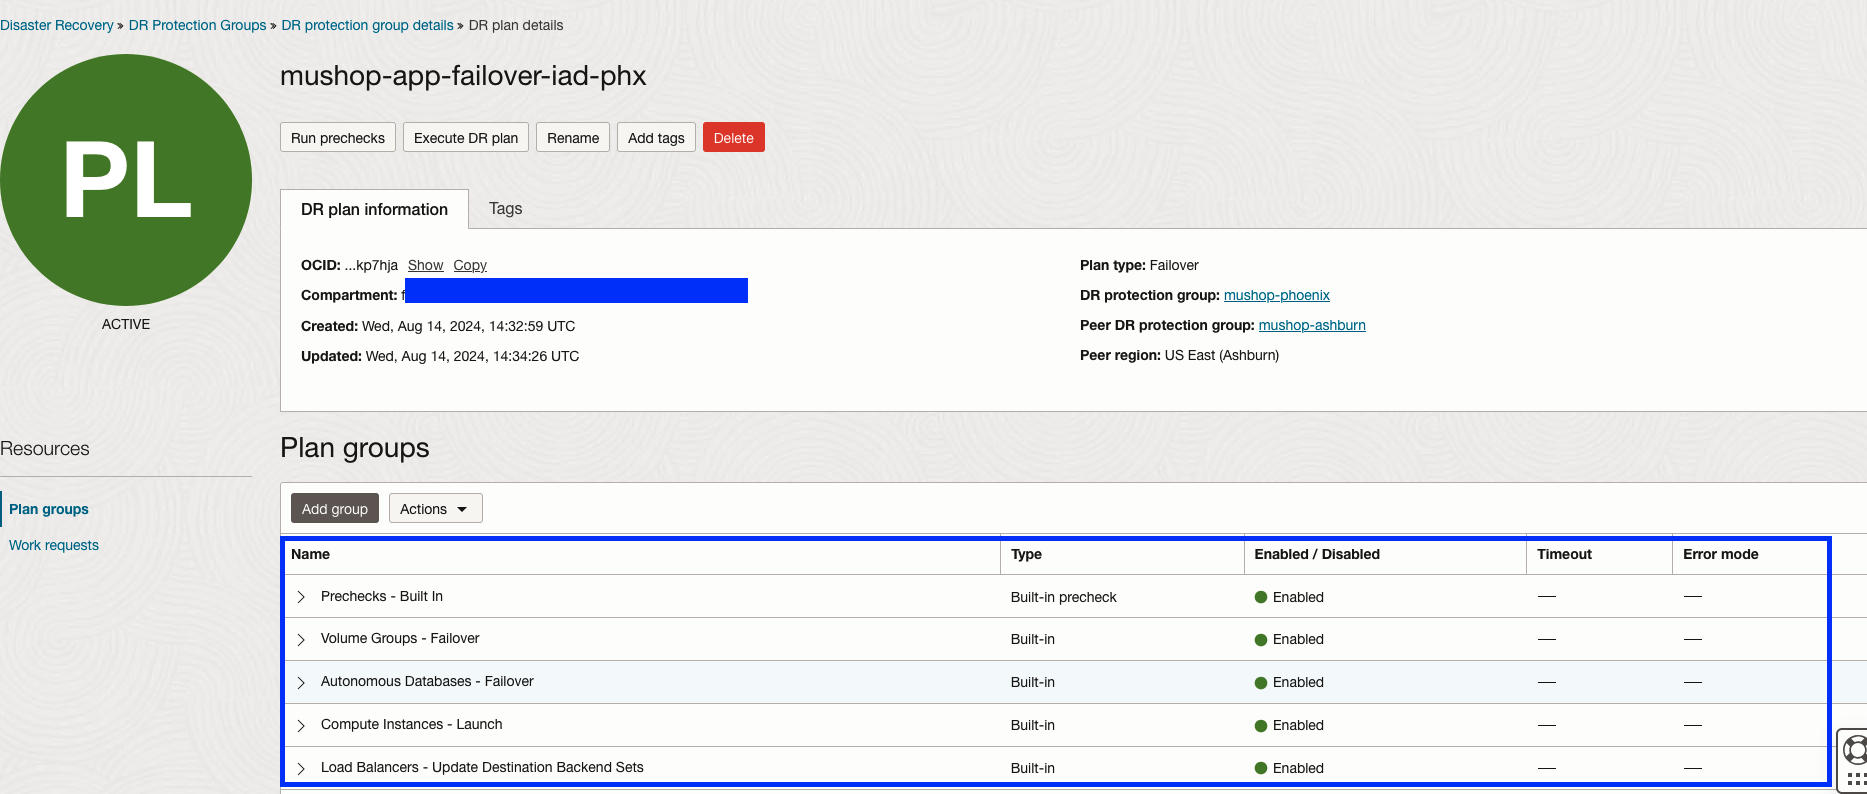 Disaster Recovery » DR Protection Groups » DR protection group details » DR plan details
PL
ACTIVE
mushop-app-failover-iad-phx
Run prechecks Execute DR plan Rename Add tags Delete
DR plan information Tags
OCID: ...kp7hja Show Copy
Compartment: f
Created: Wed, Aug 14, 2024, 14:32:59 UTC
Updated: Wed, Aug 14, 2024, 14:34:26 UTC
Plan type: Failover
DR protection group: mushop-phoenix
Peer DR protection group: mushop-ashburn
Peer region: US East (Ashburn)
Resources
Plan groups
Work requests
Plan groups
Add group Actions
Name Type Enabled / Disabled Timeout Error mode
Prechecks - Built In Built-in precheck Enabled — —
Volume Groups - Failover Built-in Enabled — —
Autonomous Databases - Failover Built-in Enabled — —
Compute Instances - Launch Built-in Enabled — —
Load Balancers - Update Destination Backend Sets Built-in Enabled — —